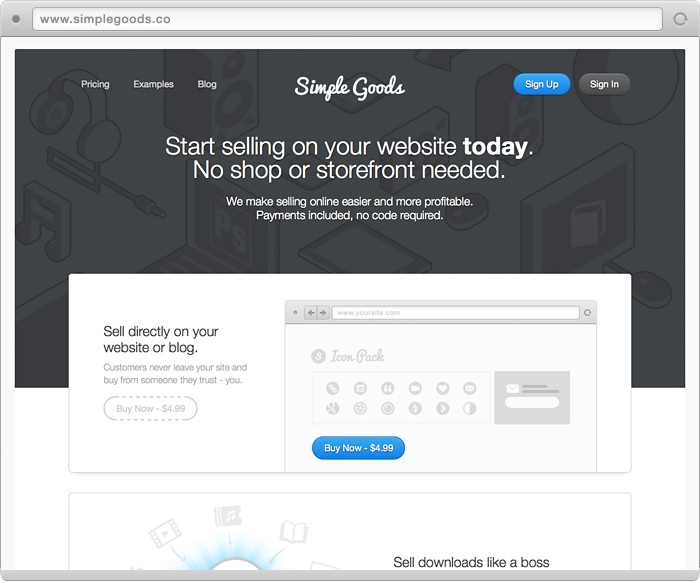 www.simplegoods.co
Pricing Examples Blog Simple Goods Sign Up Sign In
Start selling on your website today.
No shop or storefront needed.
We make selling online easier and more profitable.
Payments included, no code required.
Ps
www.yoursite.com
Sell directly on your
website or blog.
Customers never leave your site and
buy from someone they trust - you.
Buy Now - $4.99
3 Icon Pack
Buy Now - $4.99
Sell downloads like a boss